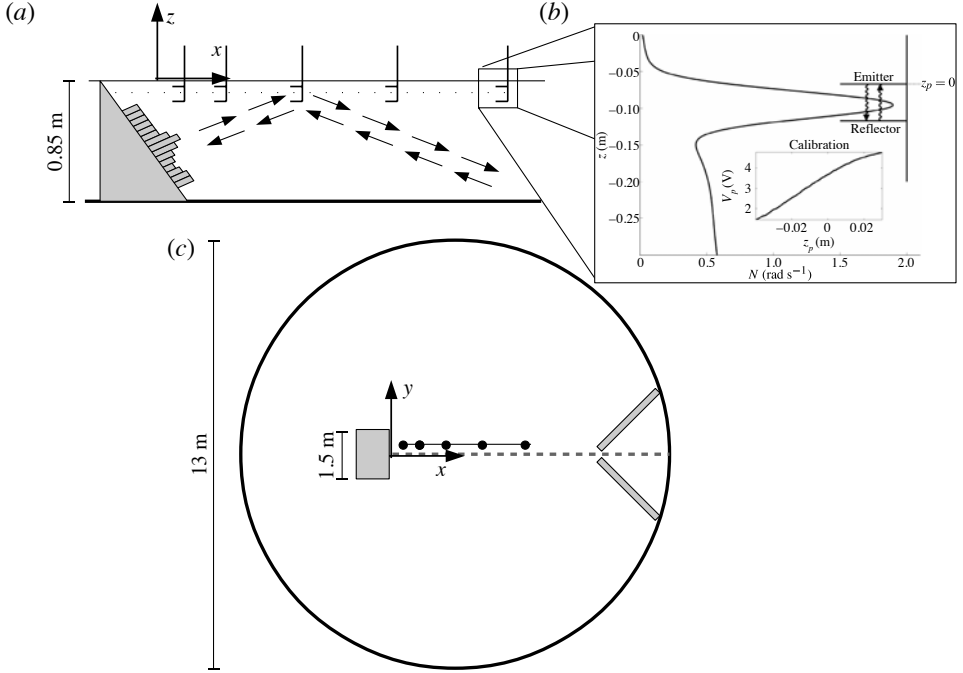 (a)
z
x
0.85 m
(b)
0
−0.05
−0.10
−0.15
−0.20
−0.25
z (m)
Emitter
z_p = 0
Reflector
Calibration
4
3
2
V_p (V)
−0.02
0
0.02
z_p (m)
0
0.5
1.0
1.5
2.0
N (rad s⁻¹)
(c)
13 m
1.5 m
y
x